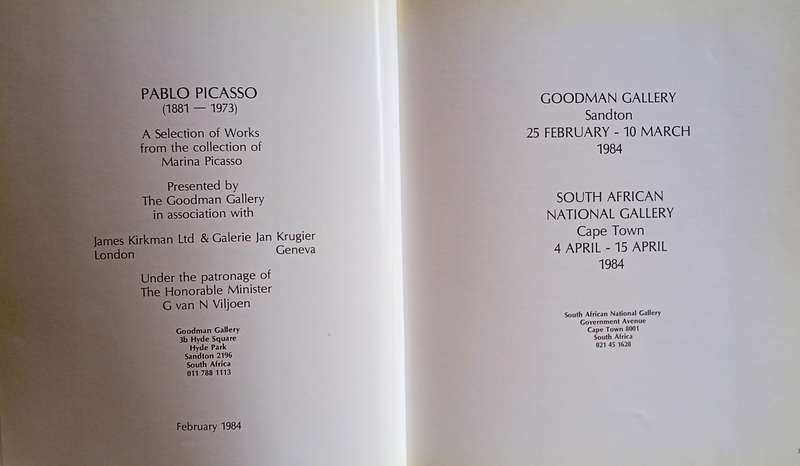 PABLO PICASSO
(1881 — 1973)
A Selection of Works
from the collection of
Marina Picasso
Presented by
The Goodman Gallery
in association with
James Kirkman Ltd & Galerie Jan Krugier
London Geneva
Under the patronage of
The Honorable Minister
G van N Viljoen
Goodman Gallery
3b Hyde Square
Hyde Park
Sandton 2196
South Africa
011 788 1113
February 1984
GOODMAN GALLERY
Sandton
25 FEBRUARY - 10 MARCH
1984
SOUTH AFRICAN
NATIONAL GALLERY
Cape Town
4 APRIL - 15 APRIL
1984
South African National Gallery
Government Avenue
Cape Town 8001
South Africa
021 45 1628